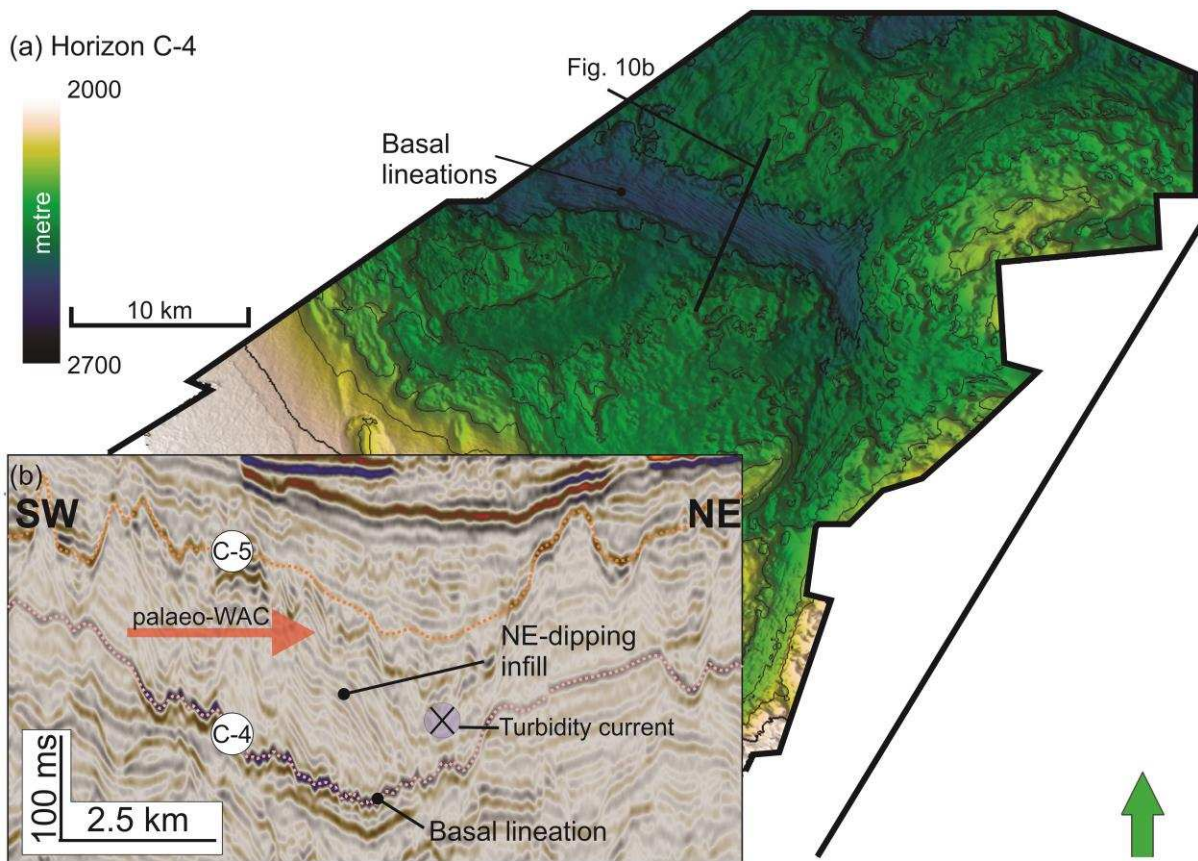 (a) Horizon C-4
2000
metre
2700
10 km
Fig. 10b
Basal
lineations
(b)
SW
NE
C-5
palaeo-WAC
NE-dipping
infill
Turbidity current
C-4
100 ms
2.5 km
Basal lineation